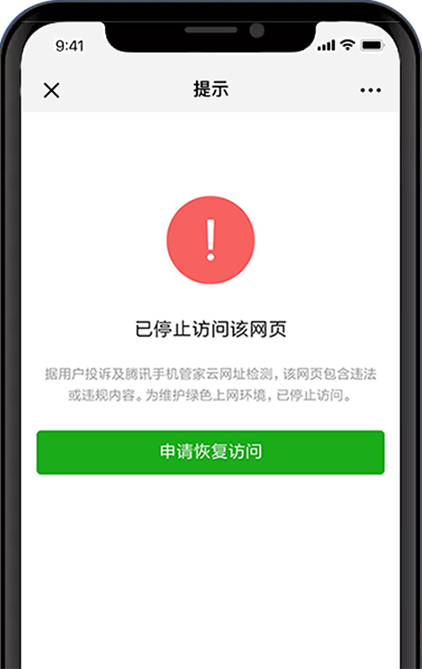 9:41
提示
已停止访问该网页
据用户投诉及腾讯手机管家云网址检测，该网页包含违法
或违规内容。为维护绿色上网环境，已停止访问。
申请恢复访问